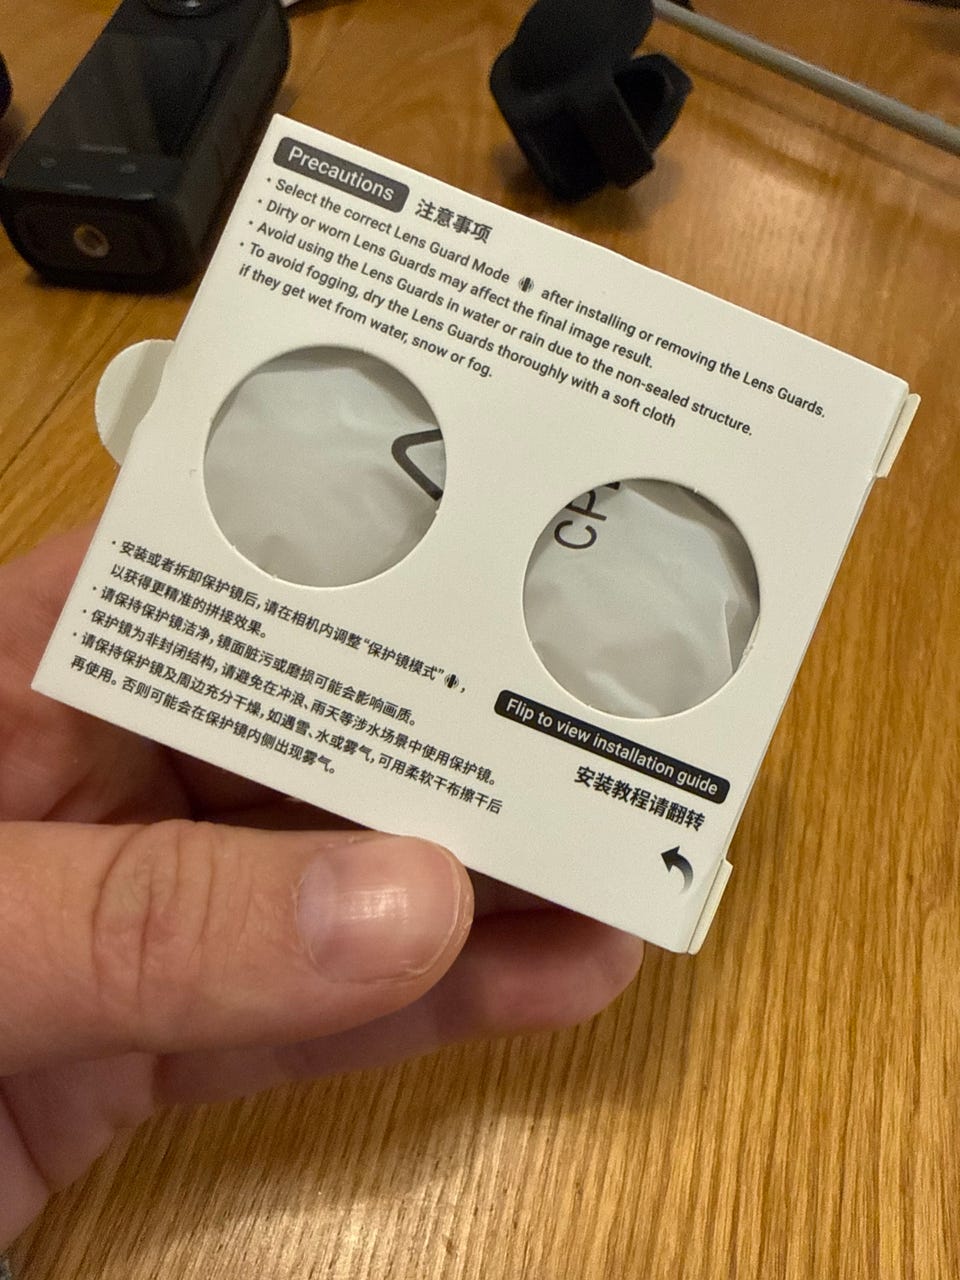 Precautions 注意事项
· Select the correct Lens Guard Mode after installing or removing the Lens Guards.
· Dirty or worn Lens Guards may affect the final image result.
· Avoid using the Lens Guards in water or rain due to the non-sealed structure.
· To avoid fogging, dry the Lens Guards thoroughly with a soft cloth
if they get wet from water, snow or fog.
CP
· 安装或者拆卸保护镜后，请在相机内调整“保护镜模式”，
以获得更精准的拼接效果。
· 请保持保护镜洁净，镜面脏污或磨损可能会影响画质。
· 保护镜为非封闭结构，请避免在冲浪、雨天等涉水场景中使用保护镜。
· 请保持保护镜及周边充分干燥，如遇雪、水或雾气，可用柔软干布擦干后
再使用。否则可能会在保护镜内侧出现雾气。
Flip to view installation guide
安装教程请翻转